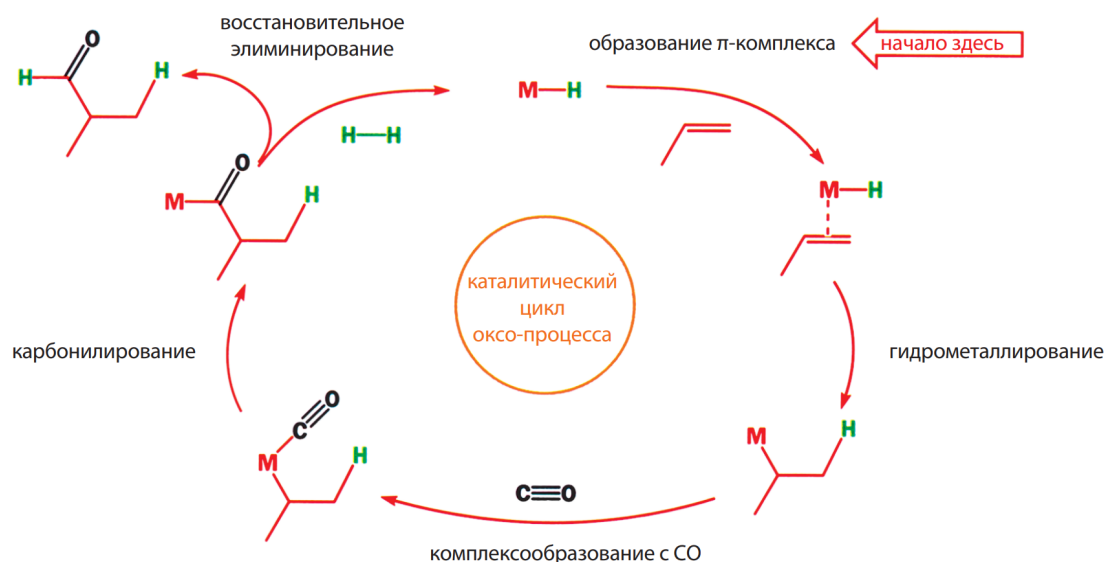 восстановительное
элиминирование
образование π-комплекса
начало здесь
O
H
H
M—H
H—H
O
M
H
M—H
каталитический
цикл
оксо-процесса
карбонилирование
гидрометаллирование
O
C
M
H
M
H
C≡O
комплексообразование с CO